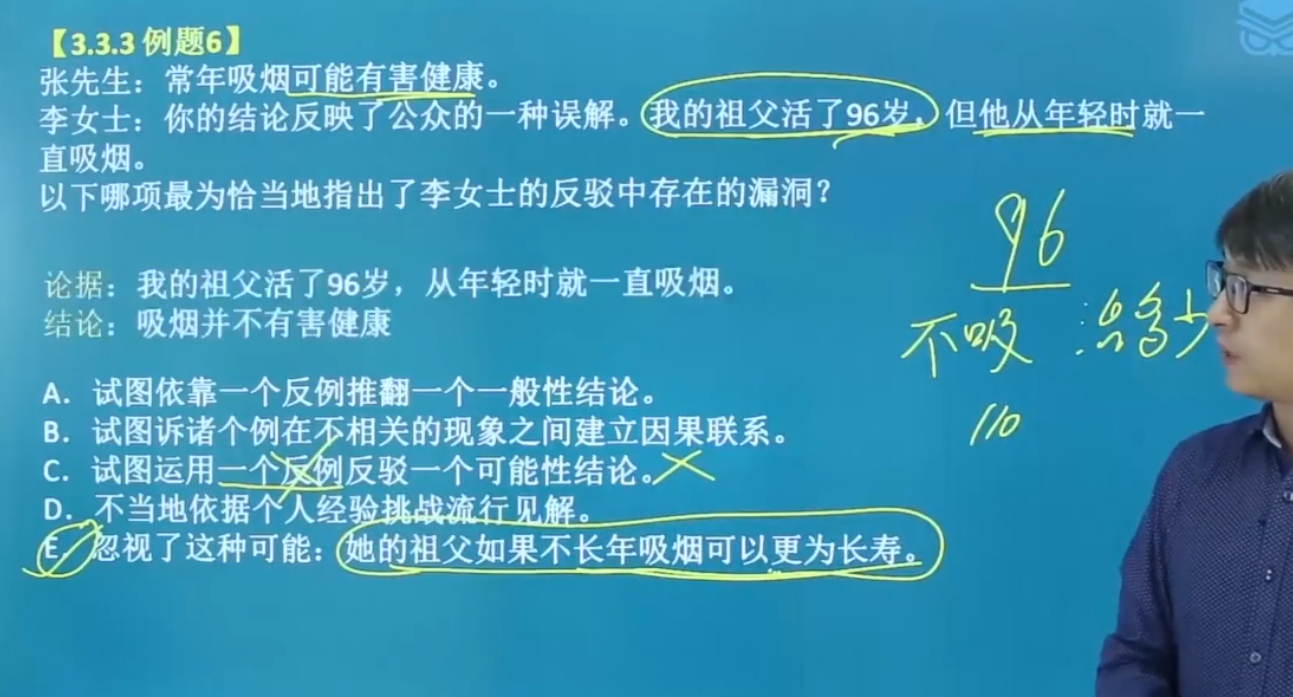 【3.3.3 例题6】
张先生：常年吸烟可能有害健康。
李女士：你的结论反映了公众的一种误解。我的祖父活了96岁，但他从年轻时就一
直吸烟。
以下哪项最为恰当地指出了李女士的反驳中存在的漏洞？
96
论据：我的祖父活了96岁，从年轻时就一直吸烟。
结论：吸烟并不有害健康
不吸
A. 试图依靠一个反例推翻一个一般性结论。
110
B. 试图诉诸个例在不相关的现象之间建立因果联系。
C. 试图运用一个反例反驳一个可能性结论。
D. 不当地依据个人经验挑战流行见解。
E. 忽视了这种可能：她的祖父如果不长年吸烟可以更为长寿。